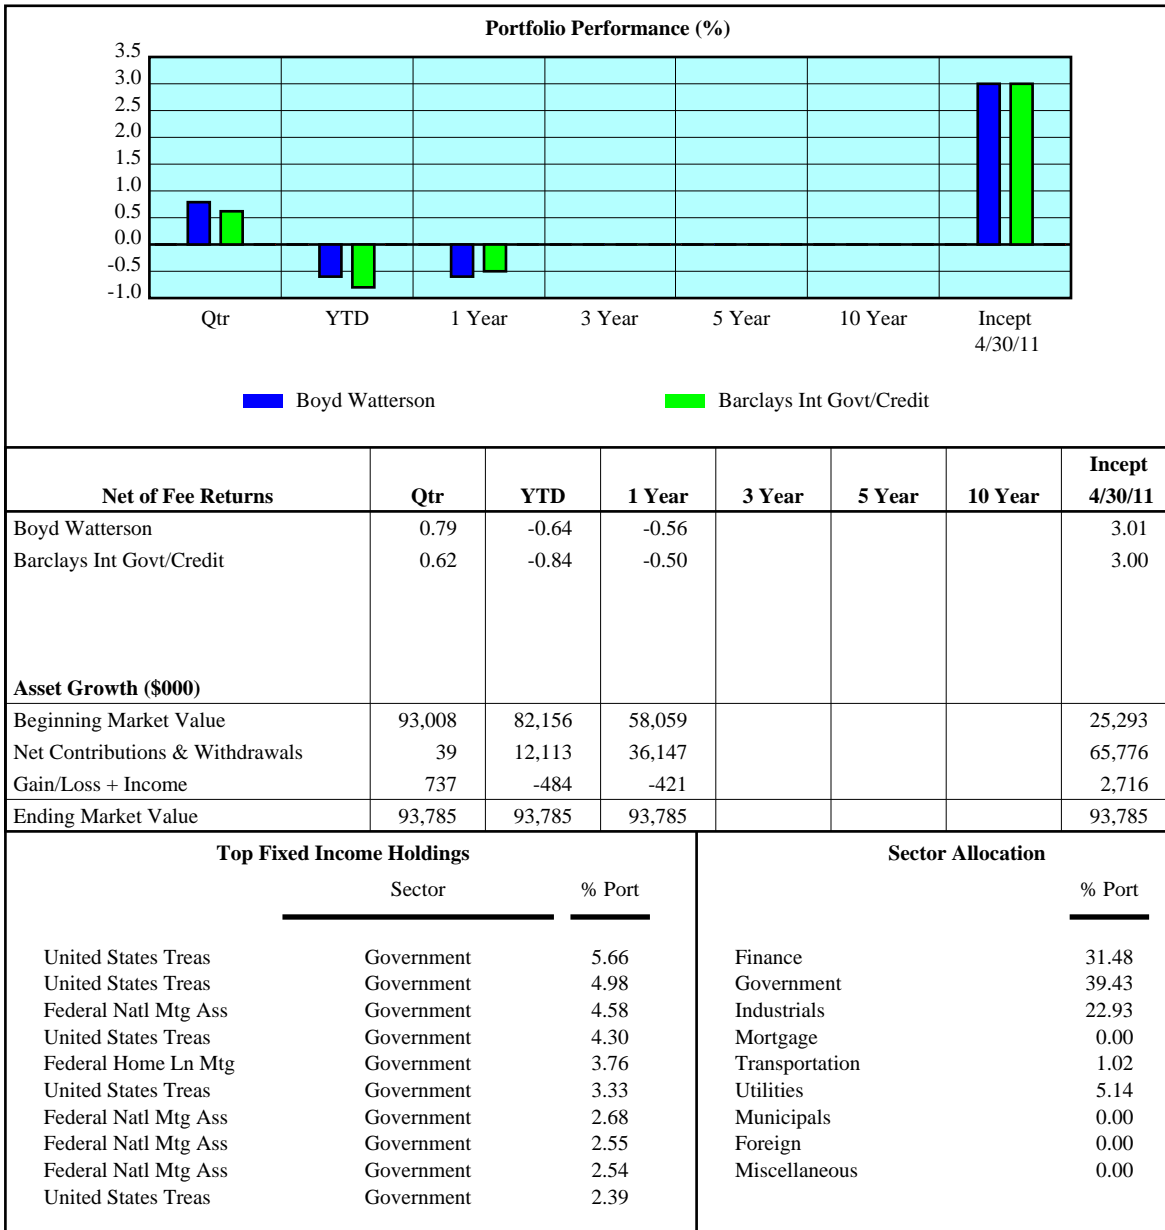 Portfolio Performance (%)
3.5
3.0
2.5
2.0
1.5
1.0
0.5
0.0
-0.5
-1.0
Qtr YTD 1 Year 3 Year 5 Year 10 Year Incept
4/30/11
Boyd Watterson Barclays Int Govt/Credit
Incept
Net of Fee Returns Qtr YTD 1 Year 3 Year 5 Year 10 Year 4/30/11
Boyd Watterson 0.79 -0.64 -0.56 3.01
Barclays Int Govt/Credit 0.62 -0.84 -0.50 3.00
Asset Growth ($000)
Beginning Market Value 93,008 82,156 58,059 25,293
Net Contributions & Withdrawals 39 12,113 36,147 65,776
Gain/Loss + Income 737 -484 -421 2,716
Ending Market Value 93,785 93,785 93,785 93,785
Top Fixed Income Holdings
Sector % Port
United States Treas Government 5.66
United States Treas Government 4.98
Federal Natl Mtg Ass Government 4.58
United States Treas Government 4.30
Federal Home Ln Mtg Government 3.76
United States Treas Government 3.33
Federal Natl Mtg Ass Government 2.68
Federal Natl Mtg Ass Government 2.55
Federal Natl Mtg Ass Government 2.54
United States Treas Government 2.39
Sector Allocation
% Port
Finance 31.48
Government 39.43
Industrials 22.93
Mortgage 0.00
Transportation 1.02
Utilities 5.14
Municipals 0.00
Foreign 0.00
Miscellaneous 0.00